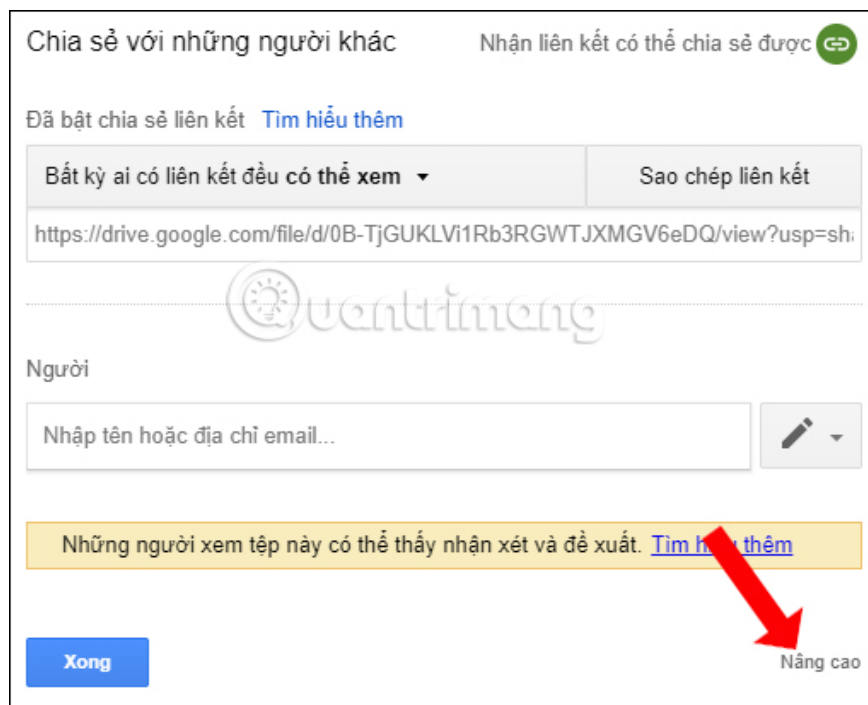 Chia sẻ với những người khác
Nhận liên kết có thể chia sẻ được
Đã bật chia sẻ liên kết Tìm hiểu thêm
Bất kỳ ai có liên kết đều có thể xem
Sao chép liên kết
https://drive.google.com/file/d/0B-TjGUKLVi1Rb3RGWTJXMGV6eDQ/view?usp=sha
Quantrimang
Người
Nhập tên hoặc địa chỉ email...
Những người xem tệp này có thể thấy nhận xét và đề xuất. Tìm hiểu thêm
Xong
Nâng cao